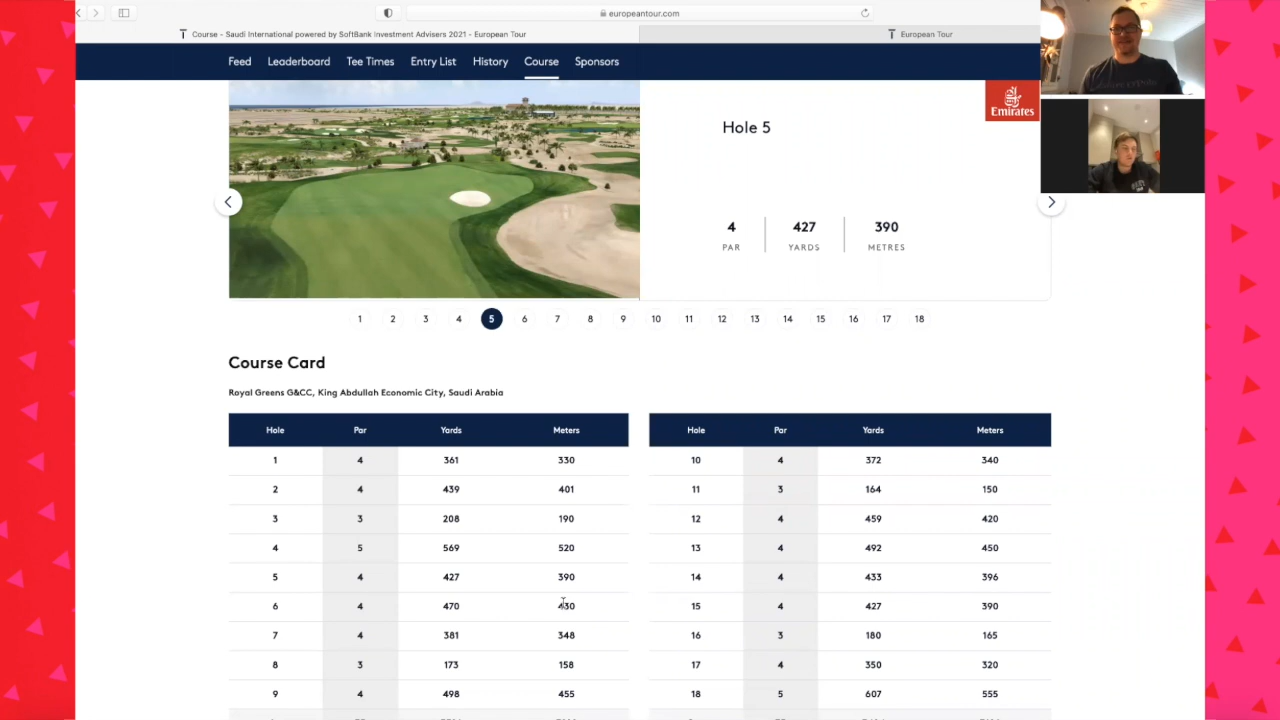 europeantour.com
Course - Saudi International powered by SoftBank Investment Advisers 2021 - European Tour
European Tour
Feed Leaderboard Tee Times Entry List History Course Sponsors
Emirates
Hole 5
4 427 390
PAR YARDS METRES
1 2 3 4 5 6 7 8 9 10 11 12 13 14 15 16 17 18
Course Card
Royal Greens G&CC, King Abdullah Economic City, Saudi Arabia
Hole Par Yards Meters Hole Par Yards Meters
1 4 361 330 10 4 372 340
2 4 439 401 11 3 164 150
3 3 208 190 12 4 459 420
4 5 569 520 13 4 492 450
5 4 427 390 14 4 433 396
6 4 470 430 15 4 427 390
7 4 381 348 16 3 180 165
8 3 173 158 17 4 350 320
9 4 498 455 18 5 607 555